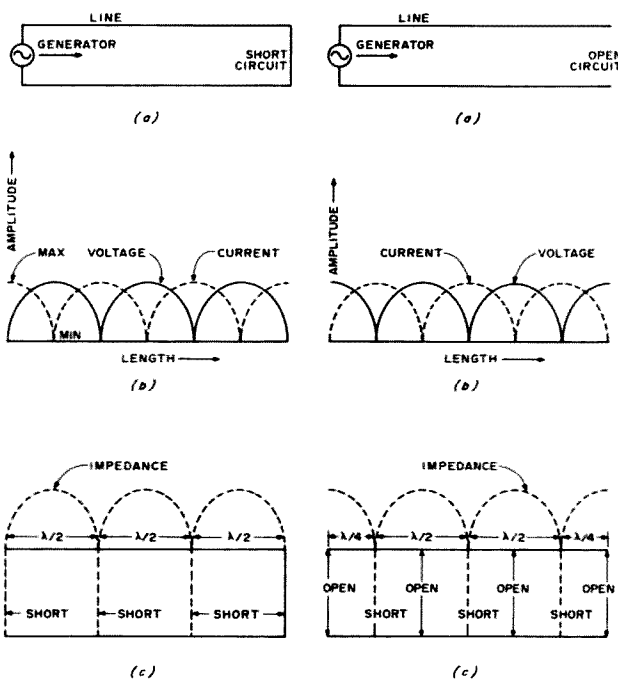 LINE
GENERATOR
SHORT
CIRCUIT
(a)
LINE
GENERATOR
OPEN
CIRCUIT
(a)
AMPLITUDE
MAX VOLTAGE CURRENT
MIN
LENGTH
(b)
AMPLITUDE
CURRENT VOLTAGE
LENGTH
(b)
IMPEDANCE
λ/2 λ/2 λ/2
SHORT SHORT SHORT
(c)
IMPEDANCE
λ/4 λ/2 λ/2 λ/4
OPEN OPEN OPEN OPEN
SHORT SHORT SHORT
(c)